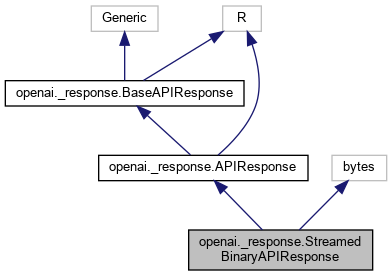 Generic
R
openai._response.BaseAPIResponse
openai._response.APIResponse
bytes
openai._response.Streamed
BinaryAPIResponse